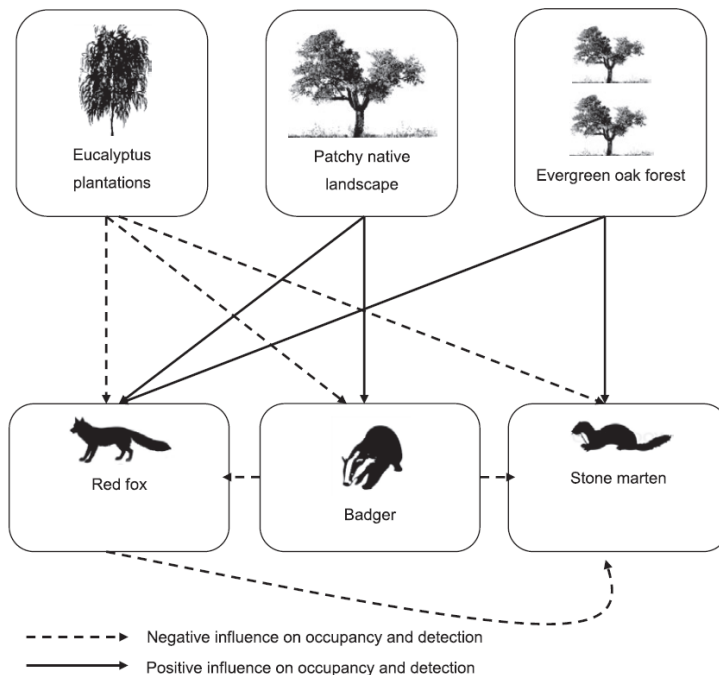 Eucalyptus
plantations
Patchy native
landscape
Evergreen oak forest
Red fox
Badger
Stone marten
Negative influence on occupancy and detection
Positive influence on occupancy and detection